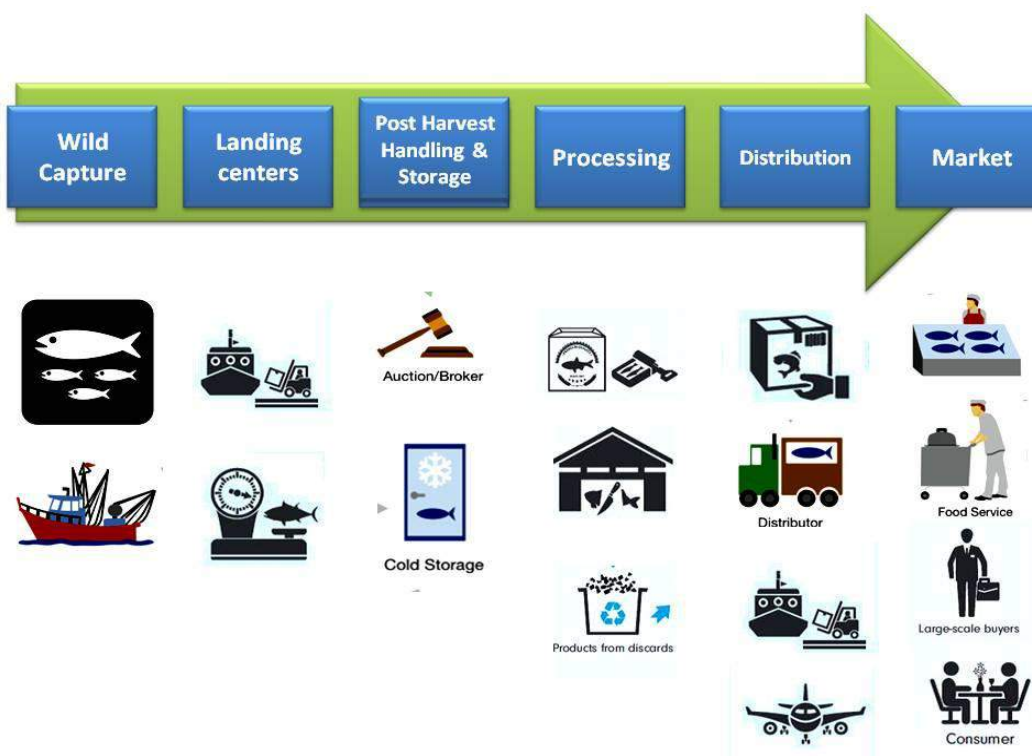 Wild
Capture
Landing
centers
Post Harvest
Handling &
Storage
Processing
Distribution
Market
Auction/Broker
Cold Storage
Products from discards
Distributor
Food Service
Large-scale buyers
Consumer